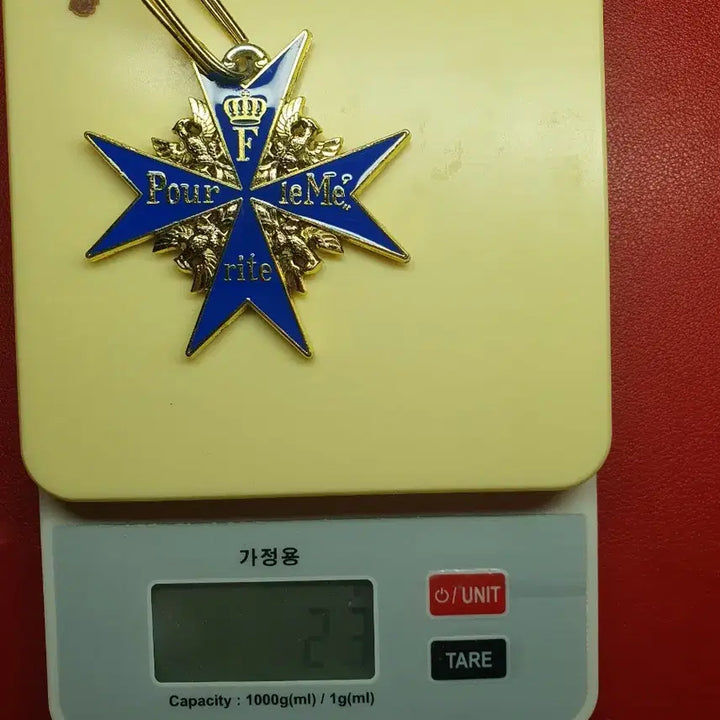 F
Pour le Mé„
rite
가정용
23
⏻/UNIT
TARE
Capacity : 1000g(ml) / 1g(ml)